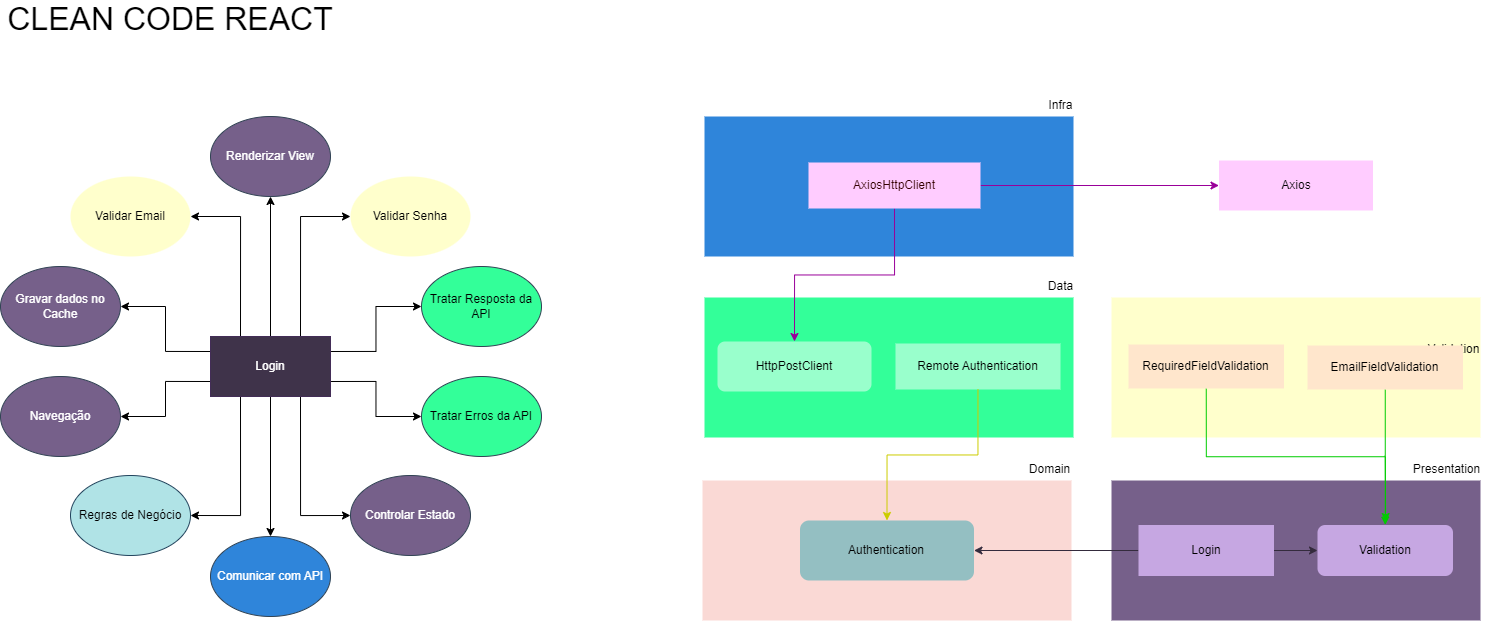 CLEAN CODE REACT
Renderizar View
Validar Email
Validar Senha
Gravar dados no
Cache
Tratar Resposta da
API
Login
Navegação
Tratar Erros da API
Regras de Negócio
Controlar Estado
Comunicar com API
Infra
AxiosHttpClient
Axios
Data
HttpPostClient
Remote Authentication
Validation
RequiredFieldValidation
EmailFieldValidation
Domain
Authentication
Presentation
Login
Validation